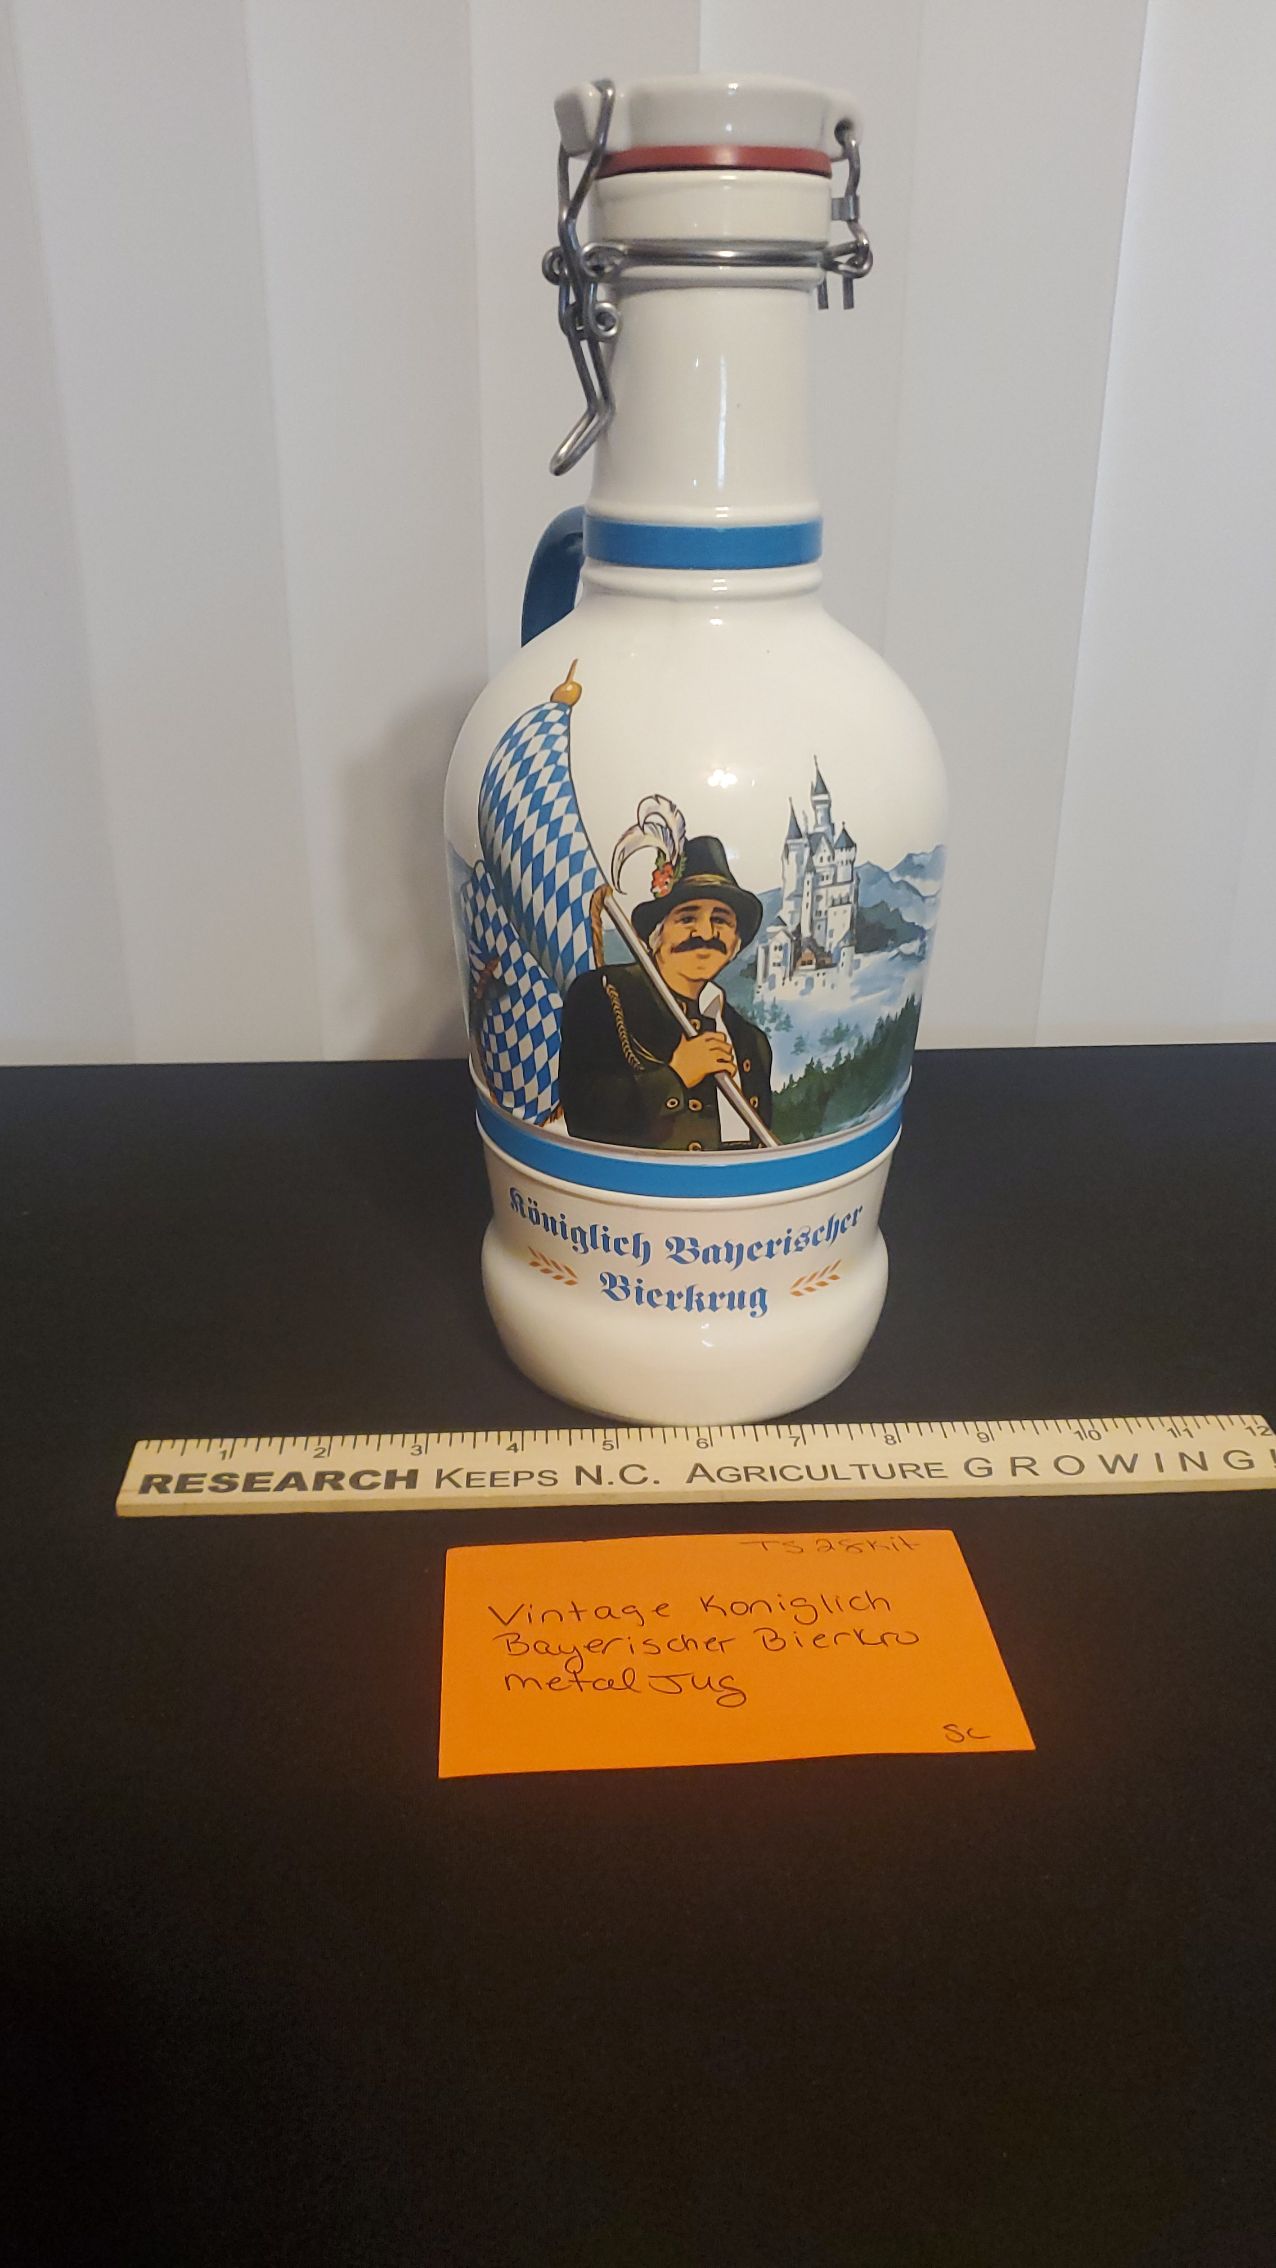 Königlich Bayerischer
Bierkrug
1 2 3 4 5 6 7 8 9 10 11 12
RESEARCH KEEPS N.C. AGRICULTURE GROWING!
TS28Kit
Vintage Koniglich
Bayerischer Bierkro
metal Jug
SC